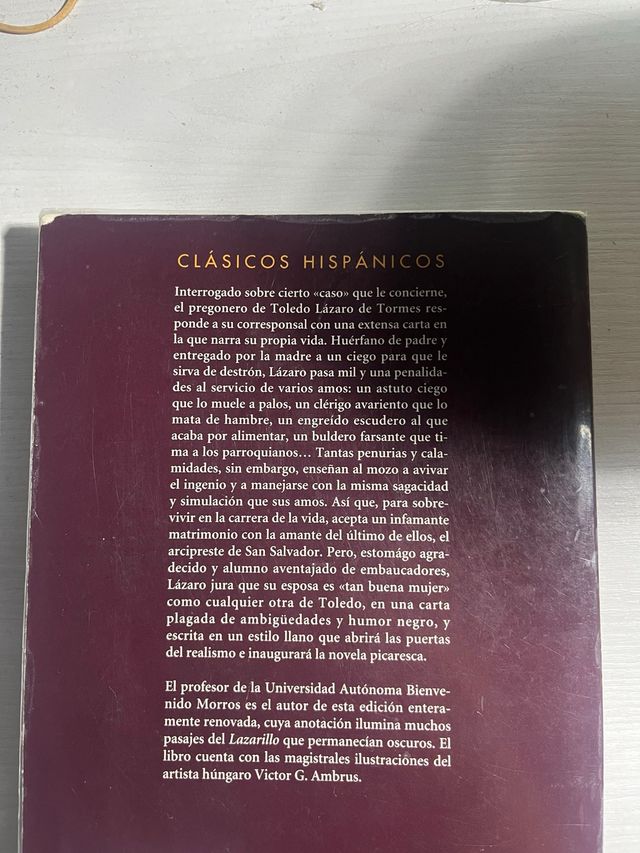 CLÁSICOS HISPÁNICOS
Interrogado sobre cierto «caso» que le concierne,
el pregonero de Toledo Lázaro de Tormes res-
ponde a su corresponsal con una extensa carta en
la que narra su propia vida. Huérfano de padre y
entregado por la madre a un ciego para que le
sirva de destrón, Lázaro pasa mil y una penalida-
des al servicio de varios amos: un astuto ciego
que lo muele a palos, un clérigo avariento que lo
mata de hambre, un engreído escudero al que
acaba por alimentar, un buldero farsante que ti-
ma a los parroquianos... Tantas penurias y cala-
midades, sin embargo, enseñan al mozo a avivar
el ingenio y a manejarse con la misma sagacidad
y simulación que sus amos. Así que, para sobre-
vivir en la carrera de la vida, acepta un infamante
matrimonio con la amante del último de ellos, el
arcipreste de San Salvador. Pero, estomágo agra-
decido y alumno aventajado de embaucadores,
Lázaro jura que su esposa es «tan buena mujer»
como cualquier otra de Toledo, en una carta
plagada de ambigüedades y humor negro, y
escrita en un estilo llano que abrirá las puertas
del realismo e inaugurará la novela picaresca.
El profesor de la Universidad Autónoma Bienve-
nido Morros es el autor de esta edición entera-
mente renovada, cuya anotación ilumina muchos
pasajes del Lazarillo que permanecían oscuros. El
libro cuenta con las magistrales ilustraciones del
artista húngaro Victor G. Ambrus.